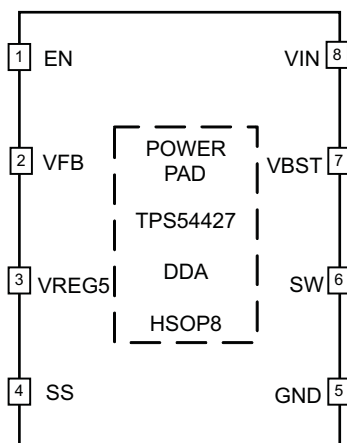 1 EN
2 VFB
3 VREG5
4 SS
POWER
PAD
TPS54427
DDA
HSOP8
VIN 8
VBST 7
SW 6
GND 5